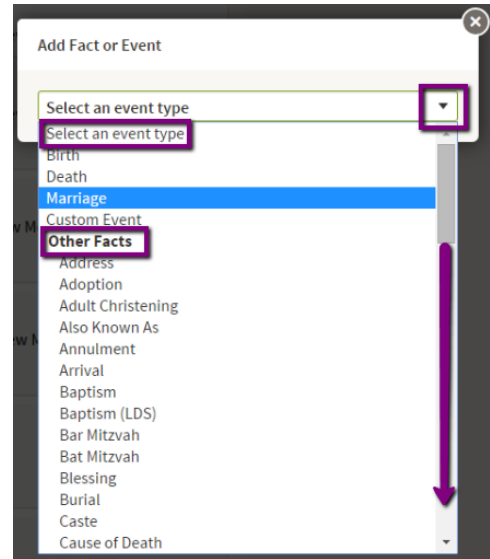 Add Fact or Event
Select an event type
Select an event type
Birth
Death
Marriage
Custom Event
Other Facts
Address
Adoption
Adult Christening
Also Known As
Annulment
Arrival
Baptism
Baptism (LDS)
Bar Mitzvah
Bat Mitzvah
Blessing
Burial
Caste
Cause of Death